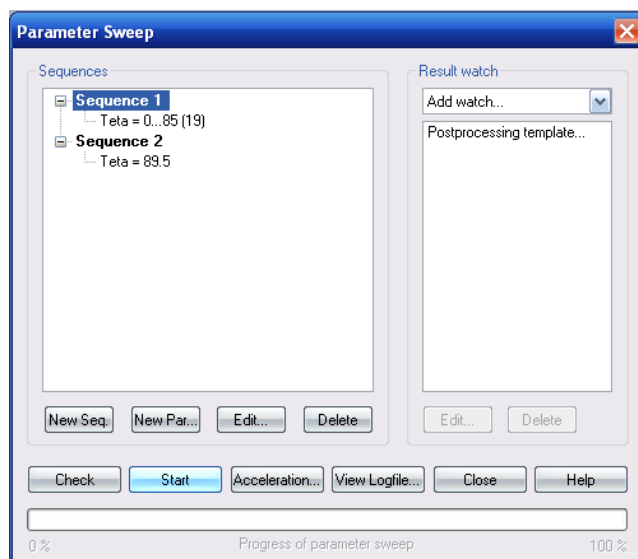 Parameter Sweep
Sequences
Sequence 1
Teta = 0...85 (19)
Sequence 2
Teta = 89.5
New Seq.
New Par...
Edit...
Delete
Result watch
Add watch...
Postprocessing template...
Edit...
Delete
Check
Start
Acceleration...
View Logfile...
Close
Help
0 %
Progress of parameter sweep
100 %